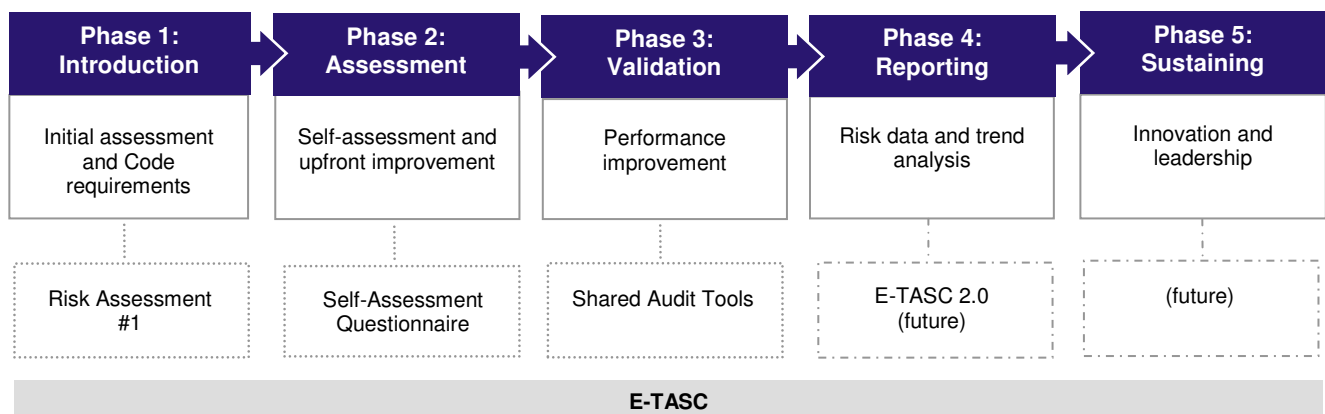 Phase 1:
Introduction
Phase 2:
Assessment
Phase 3:
Validation
Phase 4:
Reporting
Phase 5:
Sustaining
Initial assessment
and Code
requirements
Self-assessment and
upfront improvement
Performance
improvement
Risk data and trend
analysis
Innovation and
leadership
Risk Assessment
#1
Self-Assessment
Questionnaire
Shared Audit Tools
E-TASC 2.0
(future)
(future)
E-TASC